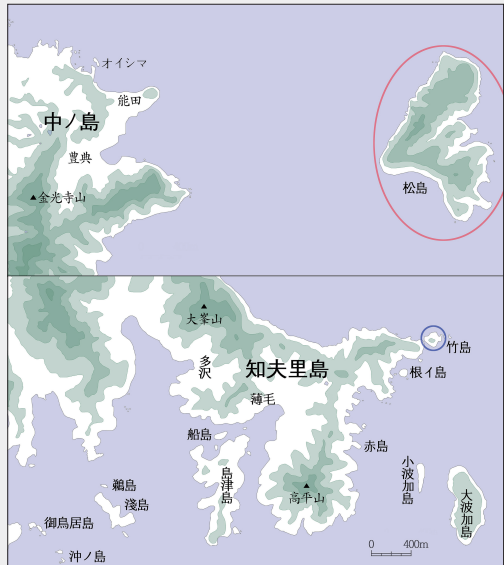 オイシマ
能田
中ノ島
豊典
▲金光寺山
松島
大峯山
竹島
多沢
知夫里島
根イ島
薄毛
船島
赤島
小波加島
島津島
大波加島
高平山
鵜島
淺島
御鳥居島
沖ノ島
0 400m